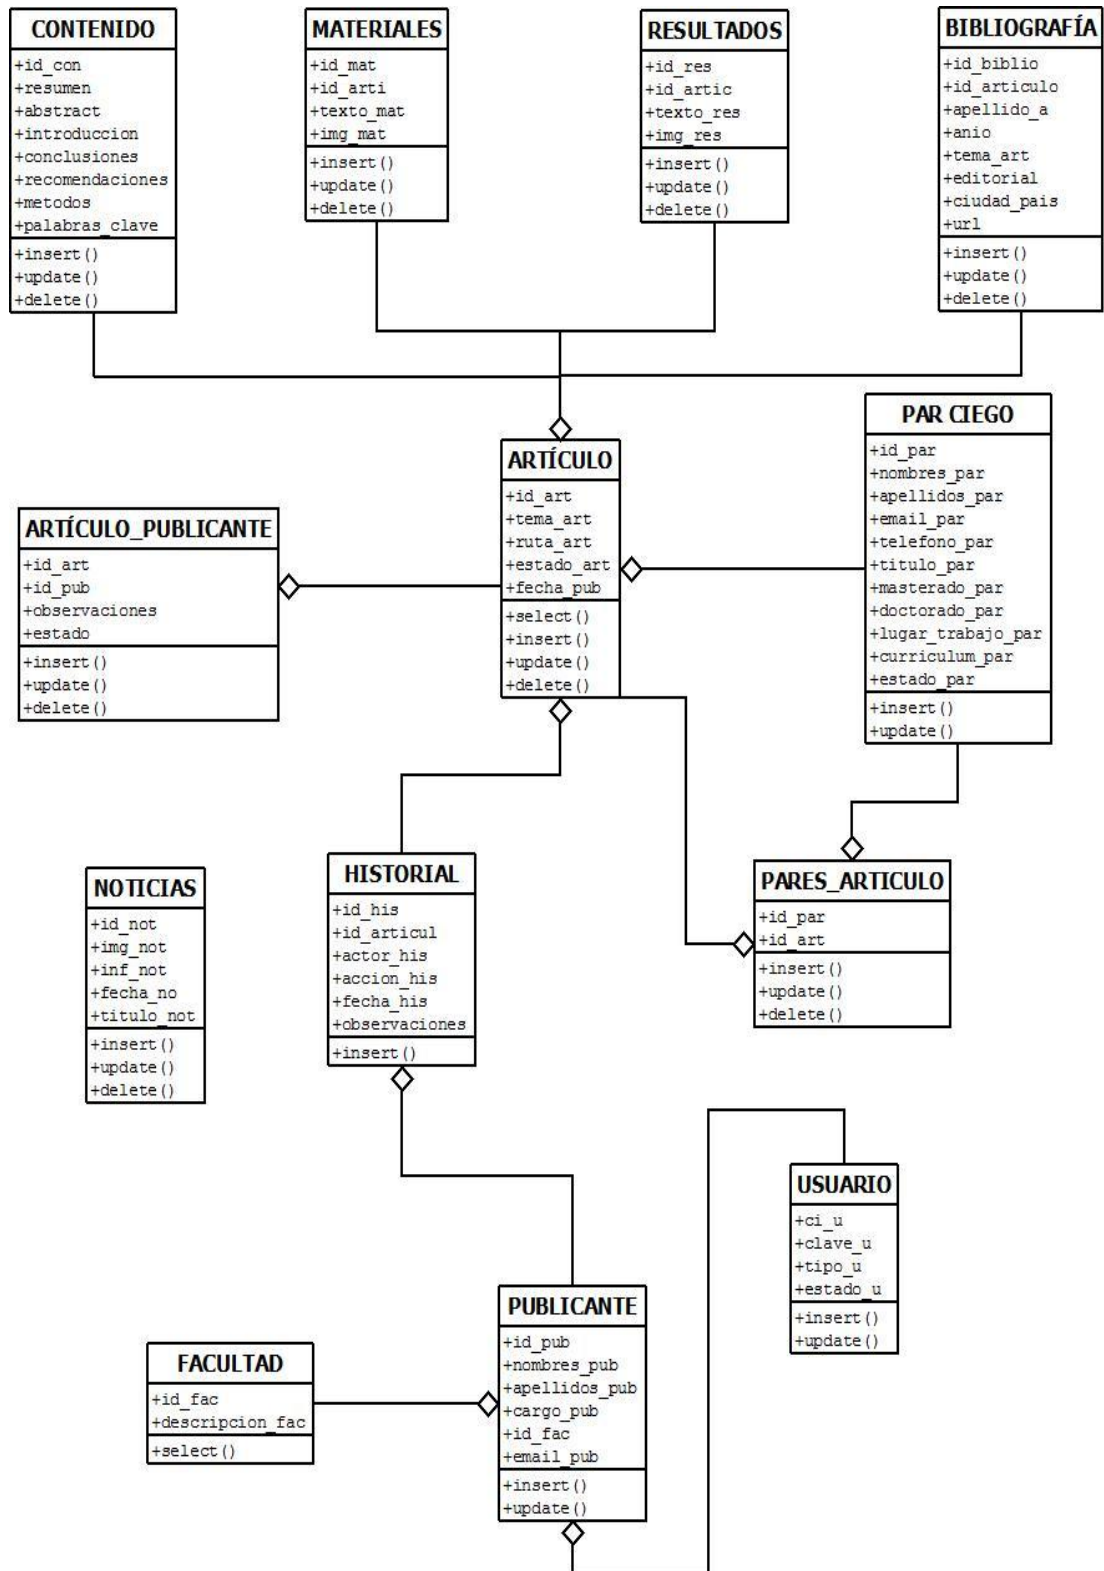 CONTENIDO
+id_con
+resumen
+abstract
+introduccion
+conclusiones
+recomendaciones
+metodos
+palabras_clave
+insert()
+update()
+delete()
MATERIALES
+id_mat
+id_arti
+texto_mat
+img_mat
+insert()
+update()
+delete()
RESULTADOS
+id_res
+id_artic
+texto_res
+img_res
+insert()
+update()
+delete()
BIBLIOGRAFÍA
+id_biblio
+id_articulo
+apellido_a
+anio
+tema_art
+editorial
+ciudad_pais
+url
+insert()
+update()
+delete()
ARTÍCULO_PUBLICANTE
+id_art
+id_pub
+observaciones
+estado
+insert()
+update()
+delete()
ARTÍCULO
+id_art
+tema_art
+ruta_art
+estado_art
+fecha_pub
+select()
+insert()
+update()
+delete()
PAR CIEGO
+id_par
+nombres_par
+apellidos_par
+email_par
+telefono_par
+titulo_par
+masterado_par
+doctorado_par
+lugar_trabajo_par
+curriculum_par
+estado_par
+insert()
+update()
NOTICIAS
+id_not
+img_not
+inf_not
+fecha_no
+titulo_not
+insert()
+update()
+delete()
HISTORIAL
+id_his
+id_articul
+actor_his
+accion_his
+fecha_his
+observaciones
+insert()
PARES_ARTICULO
+id_par
+id_art
+insert()
+update()
+delete()
USUARIO
+ci_u
+clave_u
+tipo_u
+estado_u
+insert()
+update()
FACULTAD
+id_fac
+descripcion_fac
+select()
PUBLICANTE
+id_pub
+nombres_pub
+apellidos_pub
+cargo_pub
+id_fac
+email_pub
+insert()
+update()